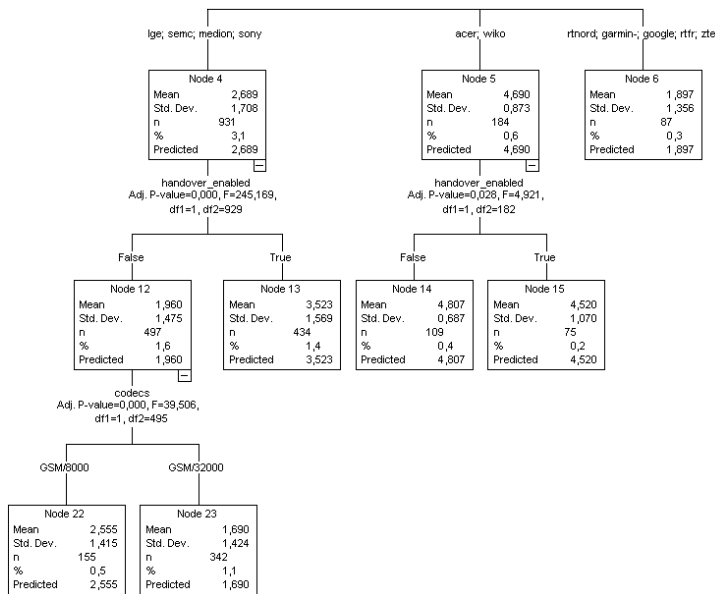 lge; semc; medion; sony
acer; wiko
rtnord; garmin-; google; rtfr; zte
Node 4
Mean 2,689
Std. Dev. 1,708
n 931
% 3,1
Predicted 2,689
Node 5
Mean 4,690
Std. Dev. 0,873
n 184
% 0,6
Predicted 4,690
Node 6
Mean 1,897
Std. Dev. 1,356
n 87
% 0,3
Predicted 1,897
handover_enabled
Adj. P-value=0,000, F=245,169,
df1=1, df2=929
handover_enabled
Adj. P-value=0,028, F=4,921,
df1=1, df2=182
False
True
False
True
Node 12
Mean 1,960
Std. Dev. 1,475
n 497
% 1,6
Predicted 1,960
Node 13
Mean 3,523
Std. Dev. 1,569
n 434
% 1,4
Predicted 3,523
Node 14
Mean 4,807
Std. Dev. 0,687
n 109
% 0,4
Predicted 4,807
Node 15
Mean 4,520
Std. Dev. 1,070
n 75
% 0,2
Predicted 4,520
codecs
Adj. P-value=0,000, F=39,506,
df1=1, df2=495
GSM/8000
GSM/32000
Node 22
Mean 2,555
Std. Dev. 1,415
n 155
% 0,5
Predicted 2,555
Node 23
Mean 1,690
Std. Dev. 1,424
n 342
% 1,1
Predicted 1,690